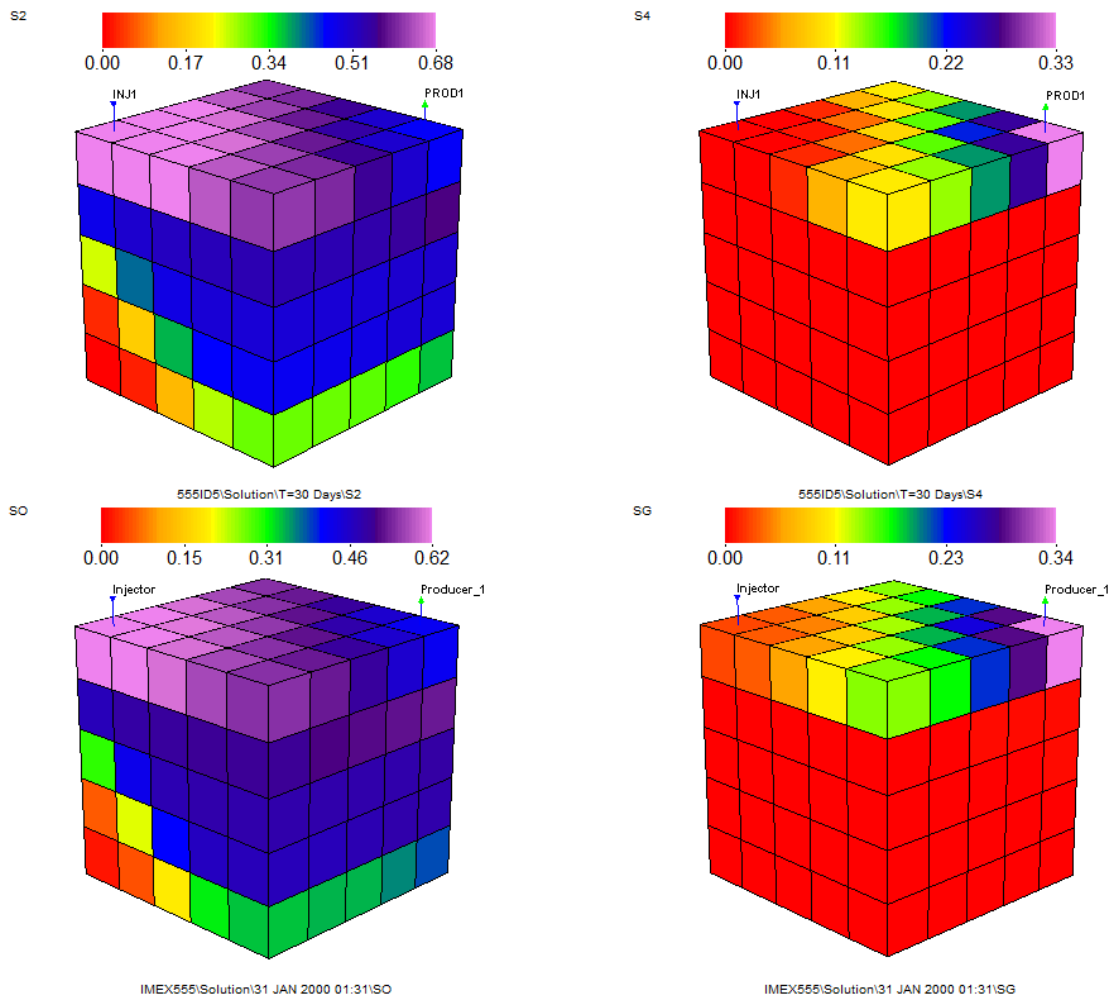 S2
0.00 0.17 0.34 0.51 0.68
INJ1
PROD1
555ID5\Solution\T=30 Days\S2
S4
0.00 0.11 0.22 0.33
INJ1
PROD1
555ID5\Solution\T=30 Days\S4
SO
0.00 0.15 0.31 0.46 0.62
Injector
Producer_1
IMEX555\Solution\31 JAN 2000 01:31\SO
SG
0.00 0.11 0.23 0.34
Injector
Producer_1
IMEX555\Solution\31 JAN 2000 01:31\SG